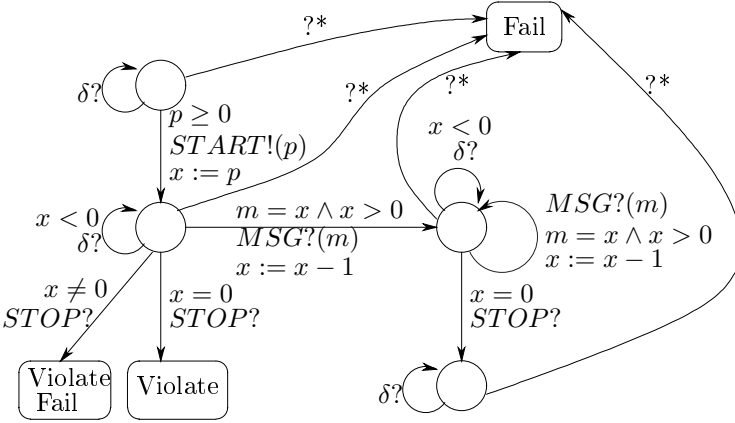 ?*
Fail
δ?
?*
?*
?*
p ≥ 0
START!(p)
x := p
x < 0
δ?
x < 0
δ?
m = x ∧ x > 0
MSG?(m)
x := x − 1
MSG?(m)
m = x ∧ x > 0
x := x − 1
x ≠ 0
STOP?
x = 0
STOP?
x = 0
STOP?
Violate
Fail
Violate
δ?